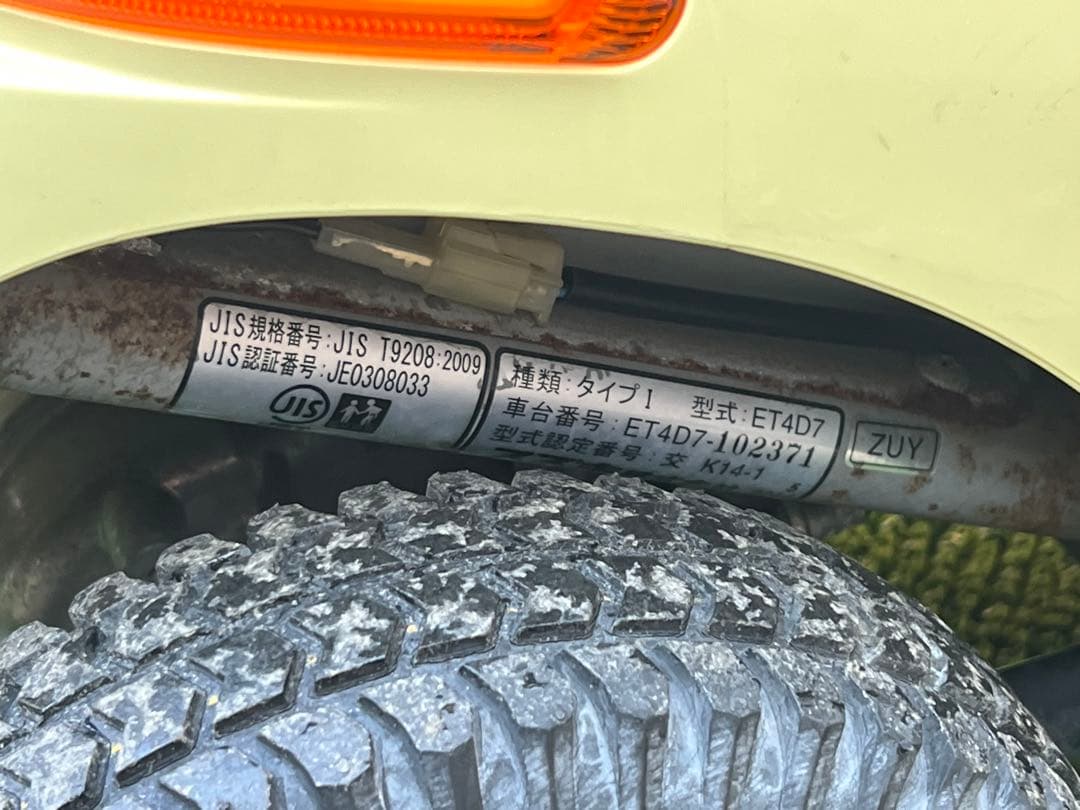 JIS規格番号:JIS T9208:2009
JIS認証番号:JE0308033
JIS
種類:タイプⅠ 型式:ET4D7
車台番号:ET4D7-102371
型式認定番号:交 K14-1
ZUY